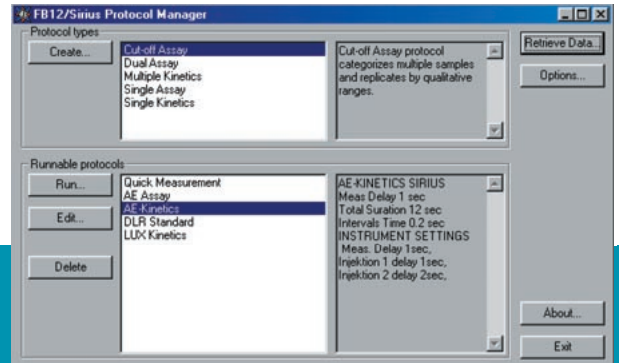 FB12/Sirius Protocol Manager
Protocol types
Create...
Cut-off Assay
Dual Assay
Multiple Kinetics
Single Assay
Single Kinetics
Cut-off Assay protocol
categorizes multiple samples
and replicates by qualitative
ranges.
Retrieve Data...
Options...
Runnable protocols
Run...
Edit...
Delete
Quick Measurement
AE Assay
AE-Kinetics
DLR Standard
LUX Kinetics
AE-KINETICS SIRIUS
Meas Delay 1 sec
Total Suration 12 sec
Intervals Time 0.2 sec
INSTRUMENT SETTINGS
Meas. Delay 1sec,
Injektion 1 delay 1sec,
Injektion 2 delay 2sec,
About...
Exit